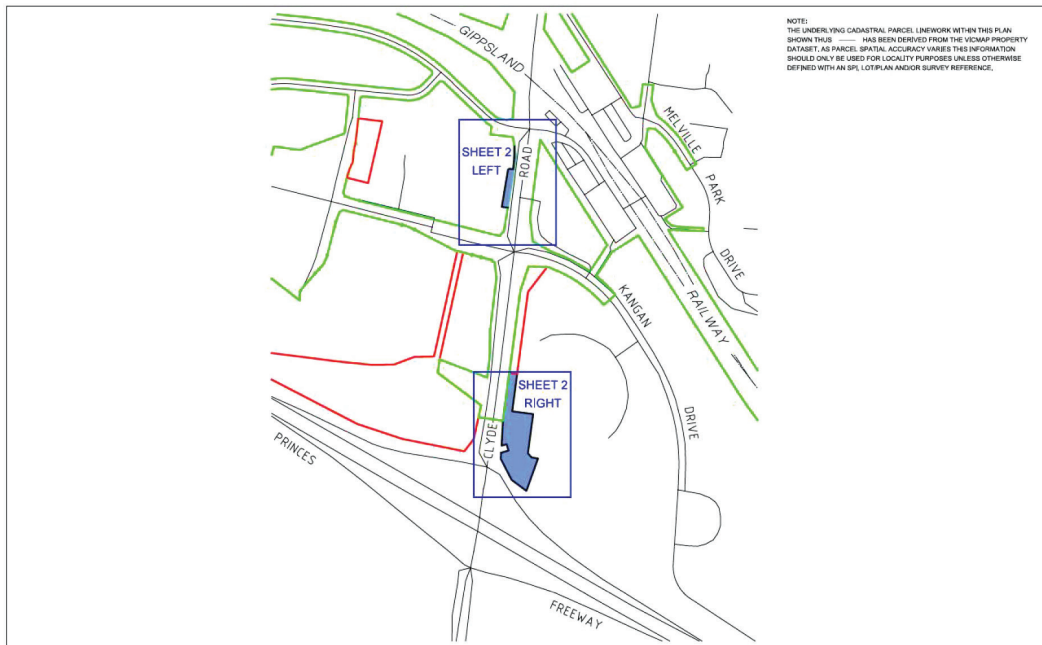 NOTE:
THE UNDERLYING CADASTRAL PARCEL LINEWORK WITHIN THIS PLAN
SHOWN THUS —— HAS BEEN DERIVED FROM THE VICMAP PROPERTY
DATASET, AS PARCEL SPATIAL ACCURACY VARIES THIS INFORMATION
SHOULD ONLY BE USED FOR LOCALITY PURPOSES UNLESS OTHERWISE
DEFINED WITH AN SPI, LOT/PLAN AND/OR SURVEY REFERENCE.
GIPPSLAND
MELVILLE
PARK
DRIVE
SHEET 2
LEFT
ROAD
KANGAN
DRIVE
RAILWAY
SHEET 2
RIGHT
CLYDE
PRINCES
FREEWAY